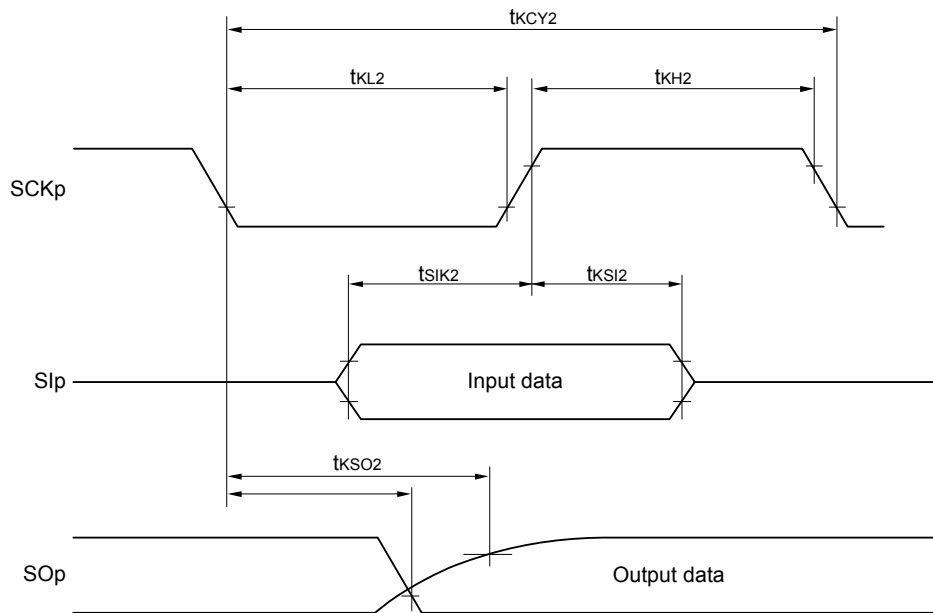 tKCY2
tKL2
tKH2
SCKp
tSIK2
tKSI2
SIp
Input data
tKSO2
SOp
Output data